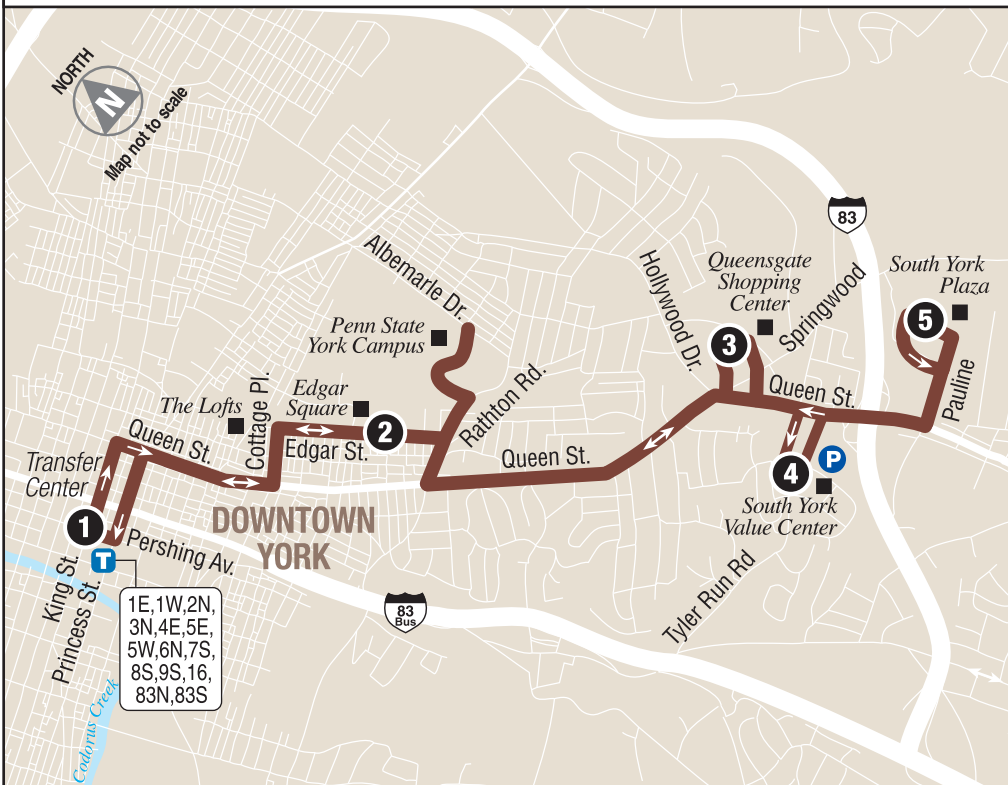 NORTH
N
Map not to scale
83
Albemarle Dr.
Hollywood Dr.
Queensgate
Shopping
Center
Springwood
South York
Plaza
5
3
Penn State
York Campus
Rathton Rd.
Pauline
Queen St.
Edgar
Square
The Lofts
Cottage Pl.
2
Edgar St.
Queen St.
Queen St.
Transfer
Center
4
P
South York
Value Center
DOWNTOWN
YORK
1
T
Pershing Av.
King St.
Princess St.
Tyler Run Rd
83
Bus
1E,1W,2N,
3N,4E,5E,
5W,6N,7S,
8S,9S,16,
83N,83S
Codorus Creek